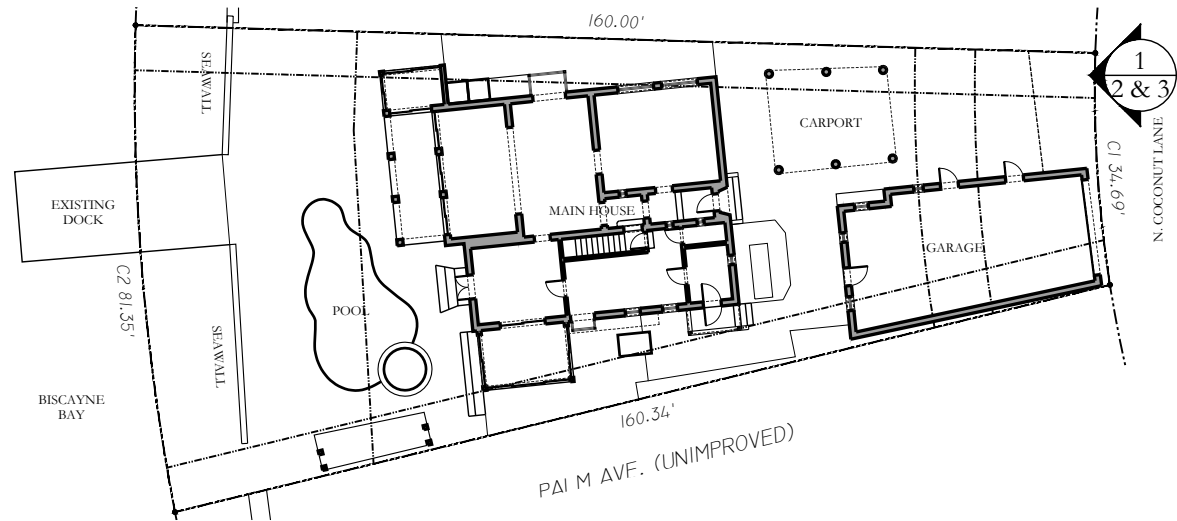 160.00'
1
2 & 3
SEAWALL
CARPORT
C1 34.69'
N. COCONUT LANE
EXISTING
DOCK
MAIN HOUSE
GARAGE
C2 81.35'
POOL
SEAWALL
BISCAYNE
BAY
160.34'
PALM AVE. (UNIMPROVED)